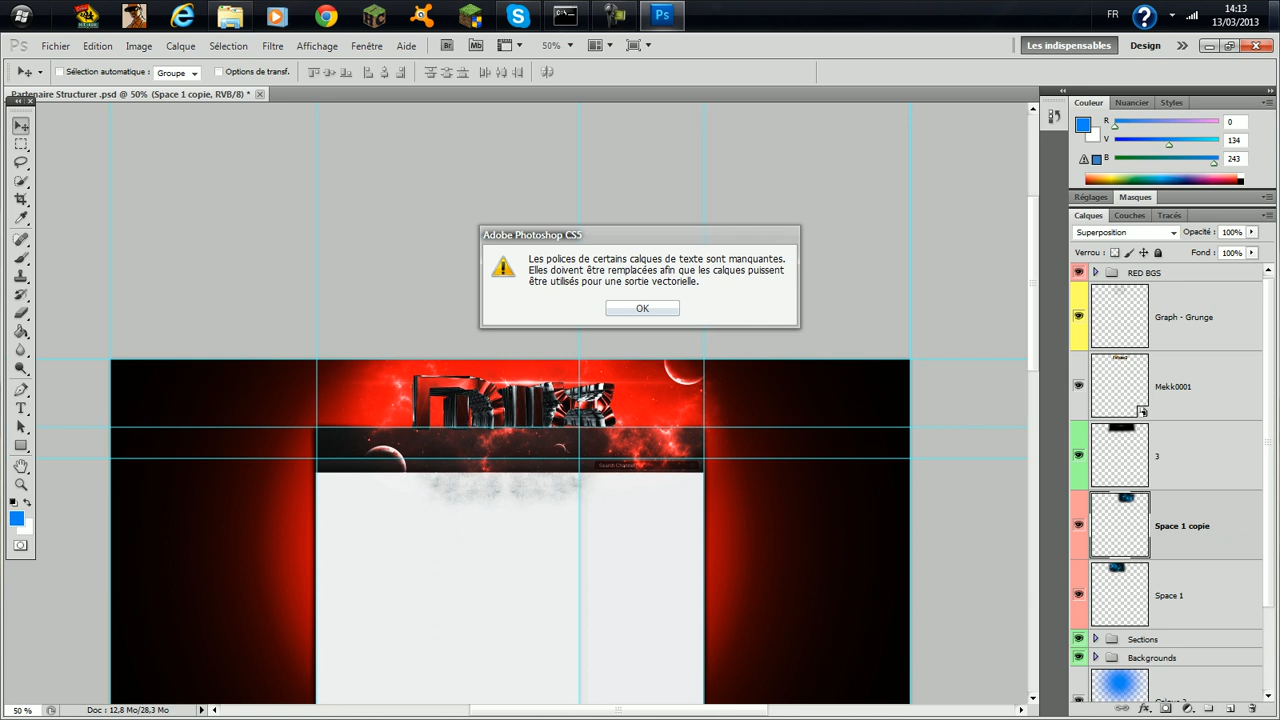 FR
14:13
13/03/2013
Ps
Ps Fichier Edition Image Calque Sélection Filtre Affichage Fenêtre Aide Br Mb 50% Les indispensables Design
Sélection automatique : Groupe Options de transf.
Partenaire Structurer .psd @ 50% (Space 1 copie, RVB/8) *
Couleur Nuancier Styles
R 0
V 134
B 243
Réglages Masques
Calques Couches Tracés
Superposition Opacité : 100%
Verrou : Fond : 100%
RED BGS
Graph - Grunge
Mekk0001
3
Space 1 copie
Space 1
Sections
Backgrounds
Adobe Photoshop CS5
Les polices de certains calques de texte sont manquantes.
Elles doivent être remplacées afin que les calques puissent
être utilisés pour une sortie vectorielle.
OK
Search Channel
50 % Doc : 12,8 Mo/28,3 Mo